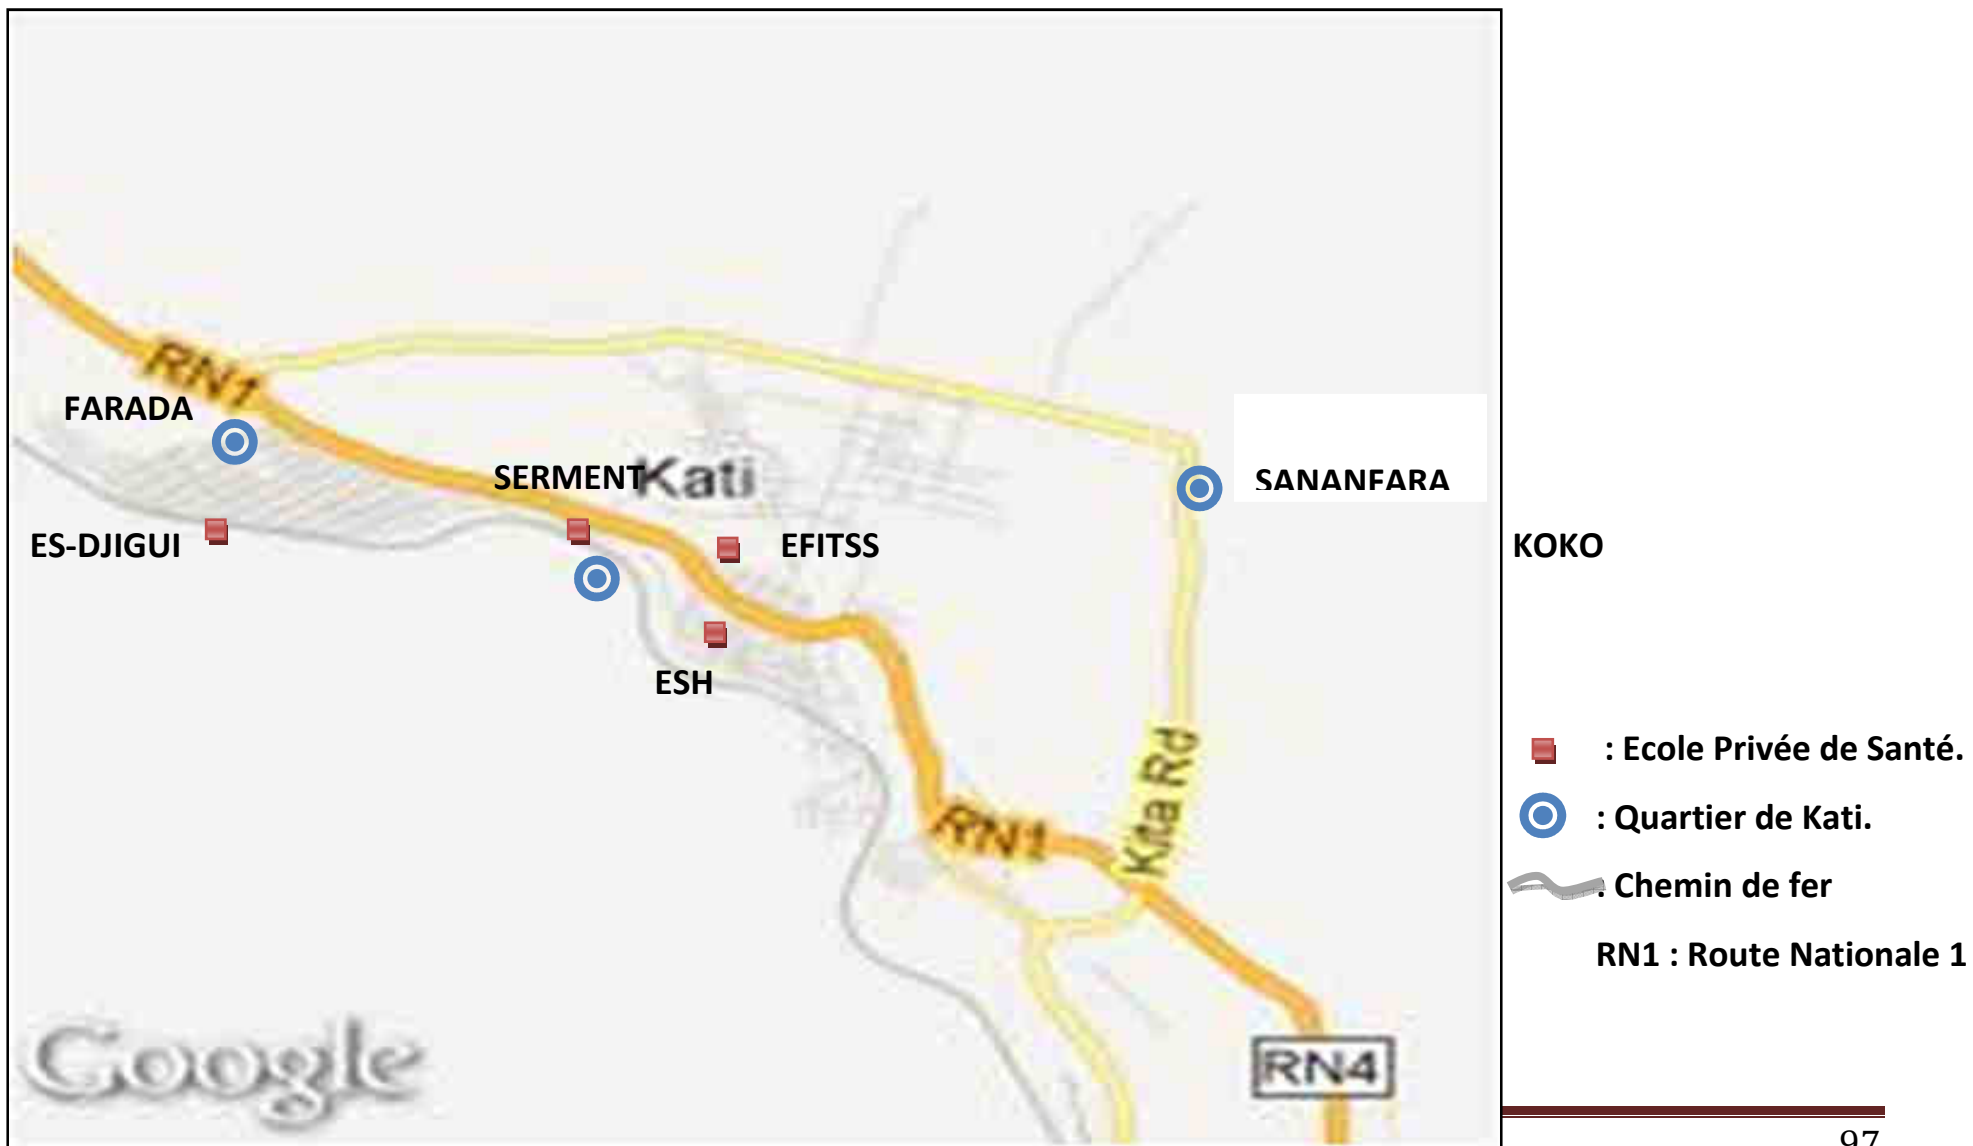 RN1
FARADA
SERMENT
Kati
SANANFARA
ES-DJIGUI
EFITSS
KOKO
ESH
Kita Rd
: Ecole Privée de Santé.
: Quartier de Kati.
RN1
: Chemin de fer
RN1 : Route Nationale 1
Google
RN4
97